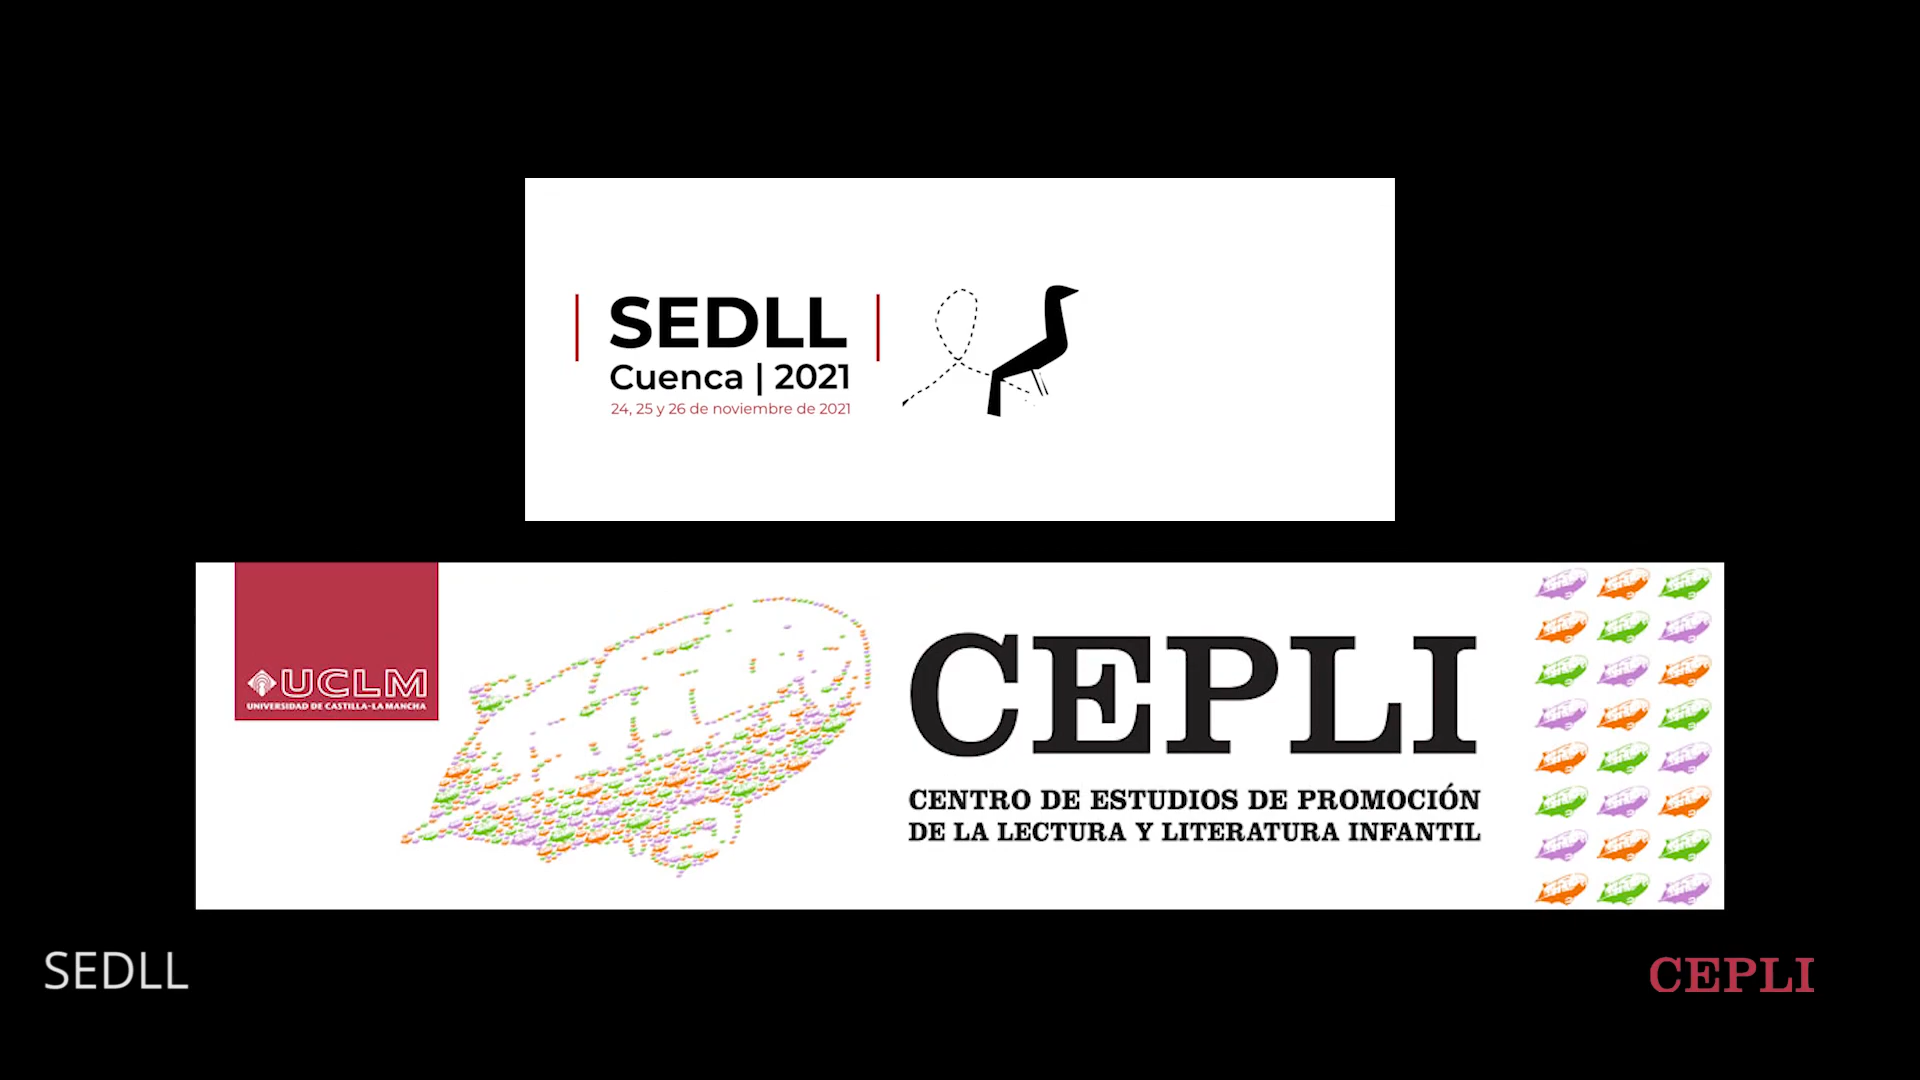 SEDLL
Cuenca | 2021
24, 25 y 26 de noviembre de 2021
UCLM
UNIVERSIDAD DE CASTILLA-LA MANCHA
CEPLI
CENTRO DE ESTUDIOS DE PROMOCIÓN
DE LA LECTURA Y LITERATURA INFANTIL
SEDLL
CEPLI